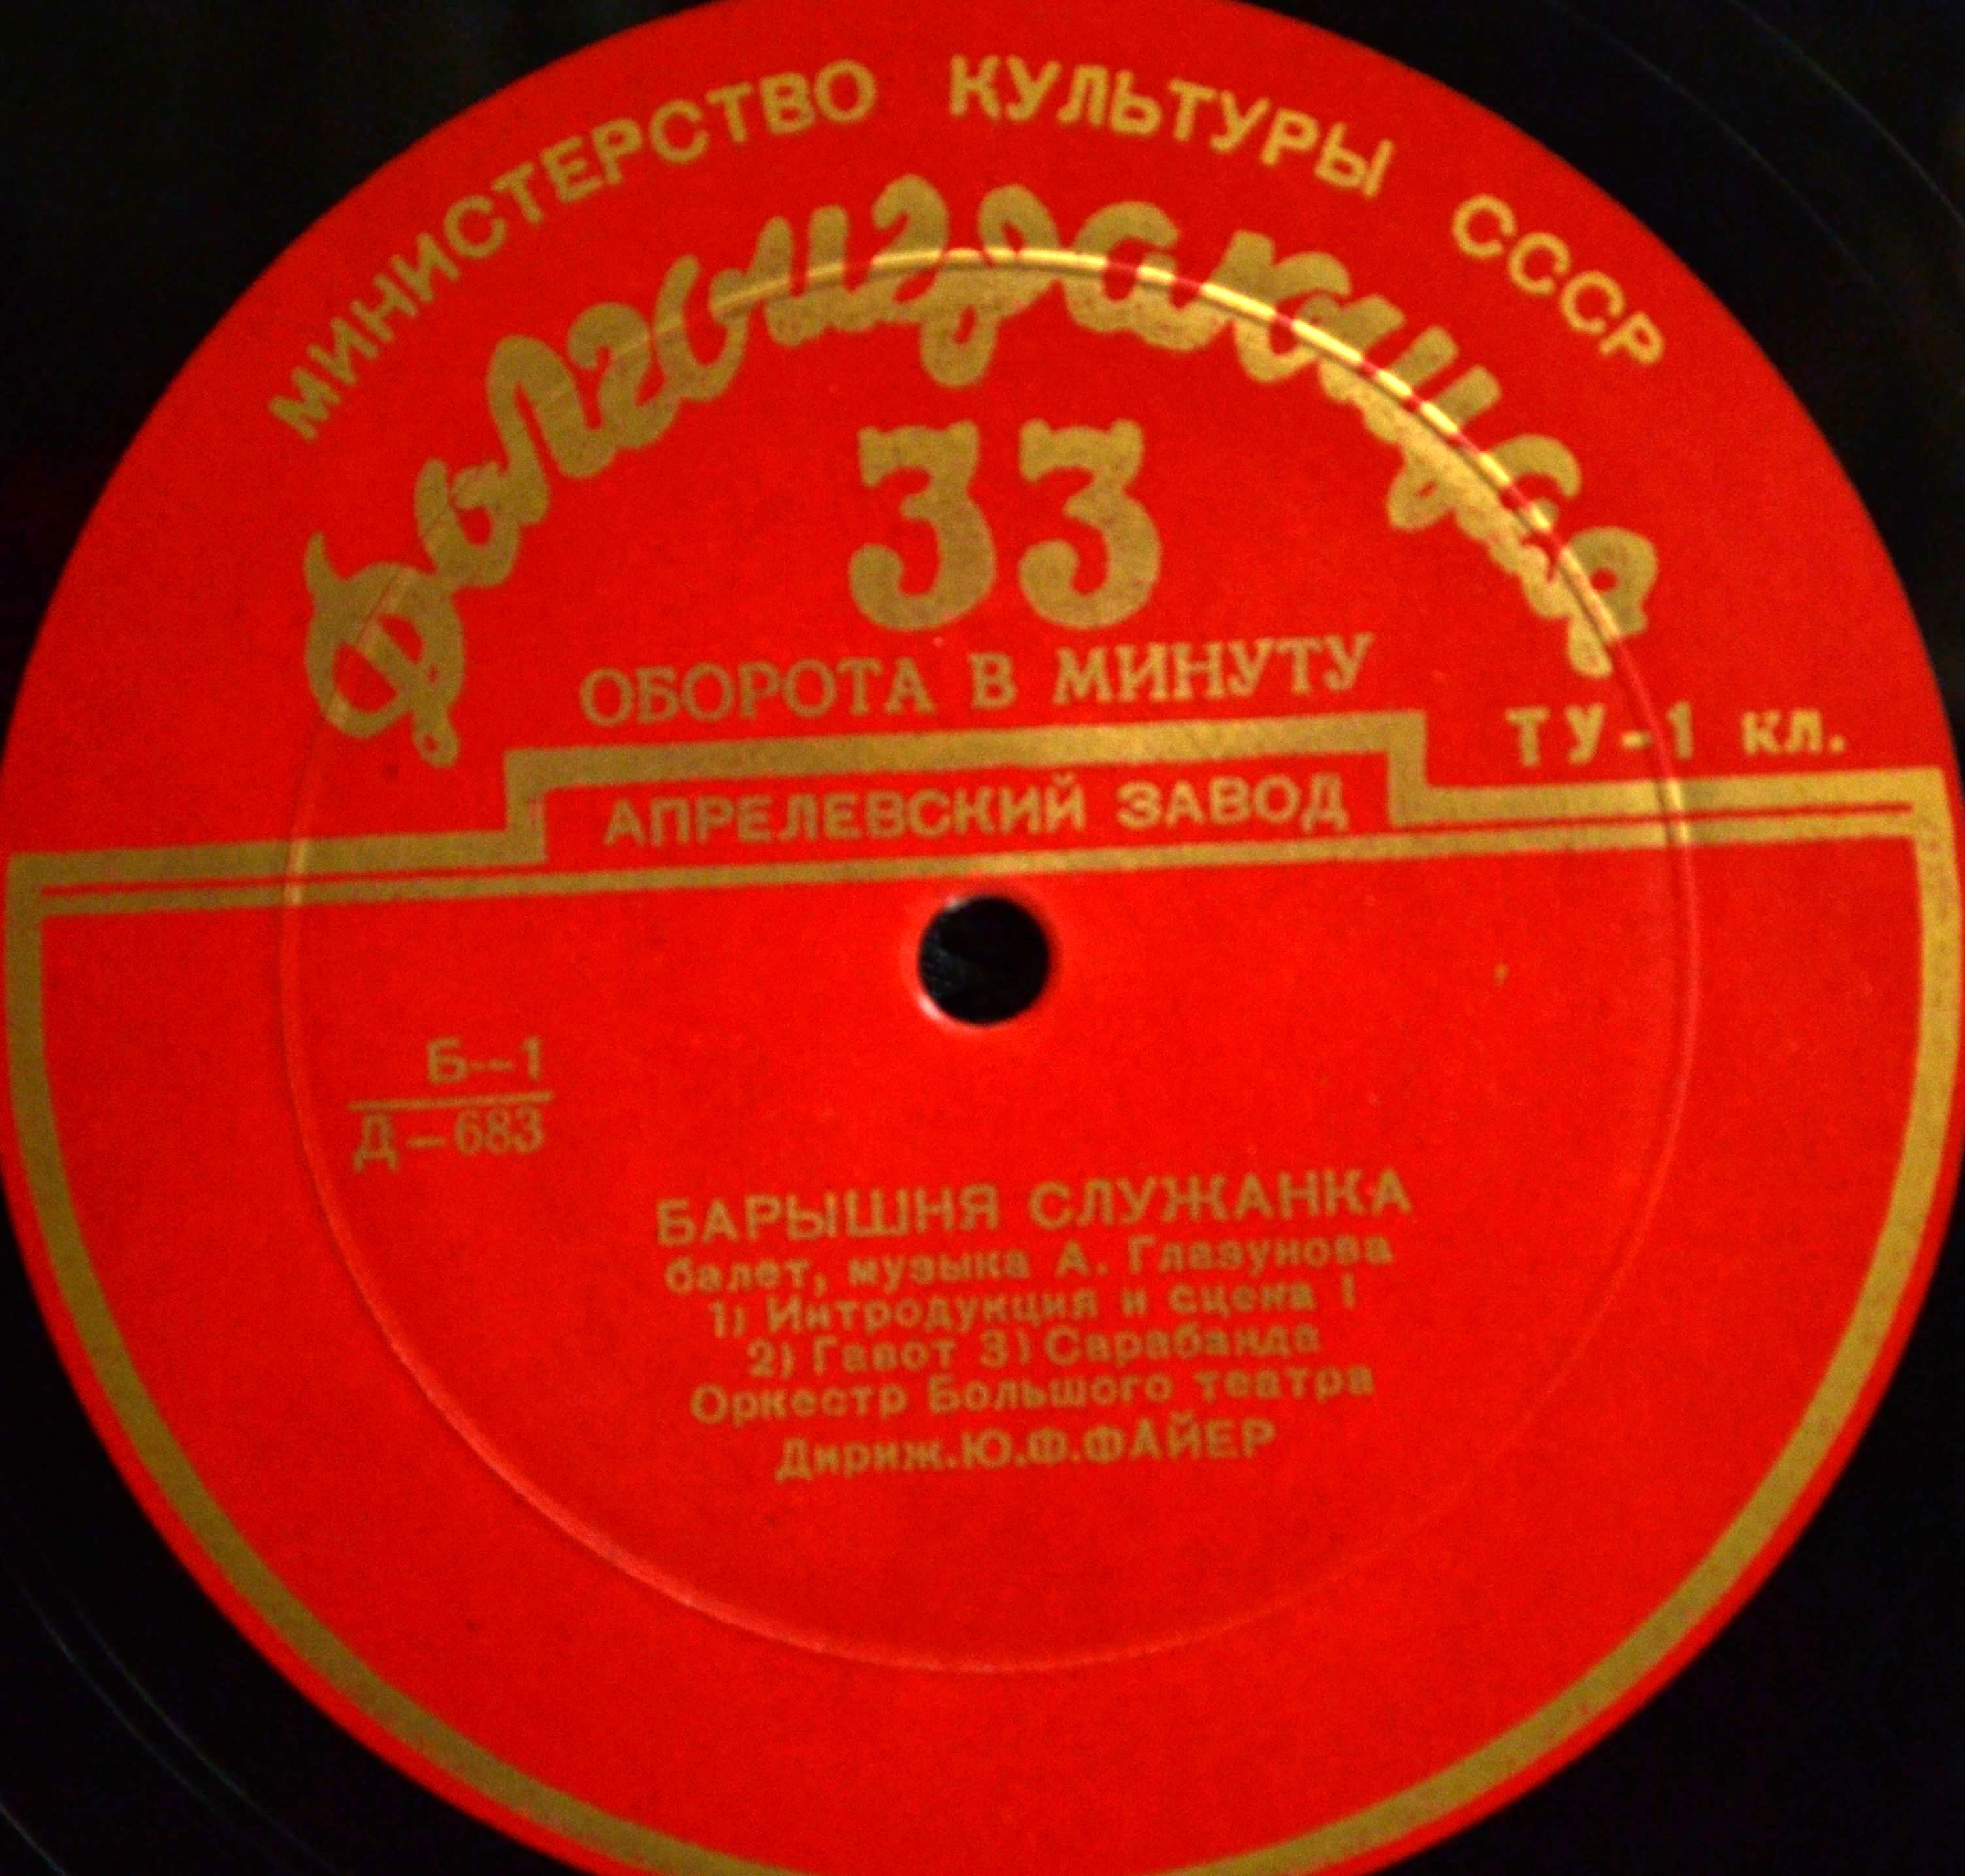 МИНИСТЕРСТВО КУЛЬТУРЫ СССР
Долгоиграющая
33
ОБОРОТА В МИНУТУ
ТУ-1 кл.
АПРЕЛЕВСКИЙ ЗАВОД
Б--1
Д-683
БАРЫШНЯ СЛУЖАНКА
балет, музыка А. Глазунова
1) Интродукция и сцена I
2) Гавот 3) Сарабанда
Оркестр Большого театра
Дириж.Ю.Ф.ФАЙЕР